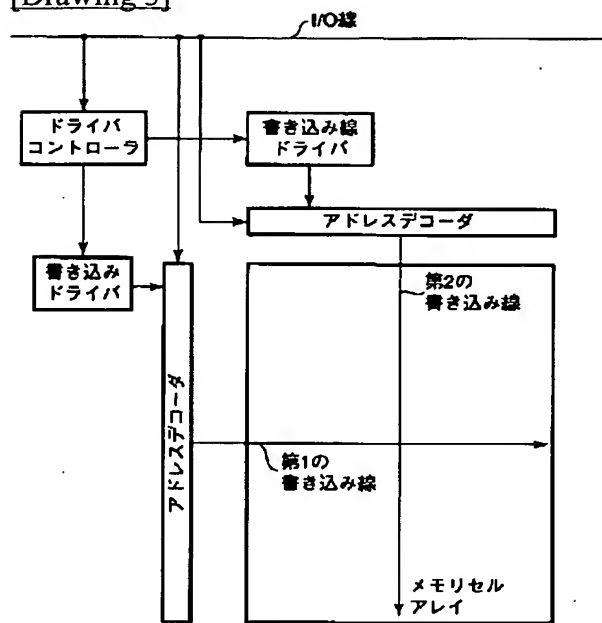 [Drawing 3]
I/O線
ドライバ
コントローラ
書き込み線
ドライバ
アドレスデコーダ
書き込み
ドライバ
アドレスデコーダ
第2の
書き込み線
第1の
書き込み線
メモリセル
アレイ